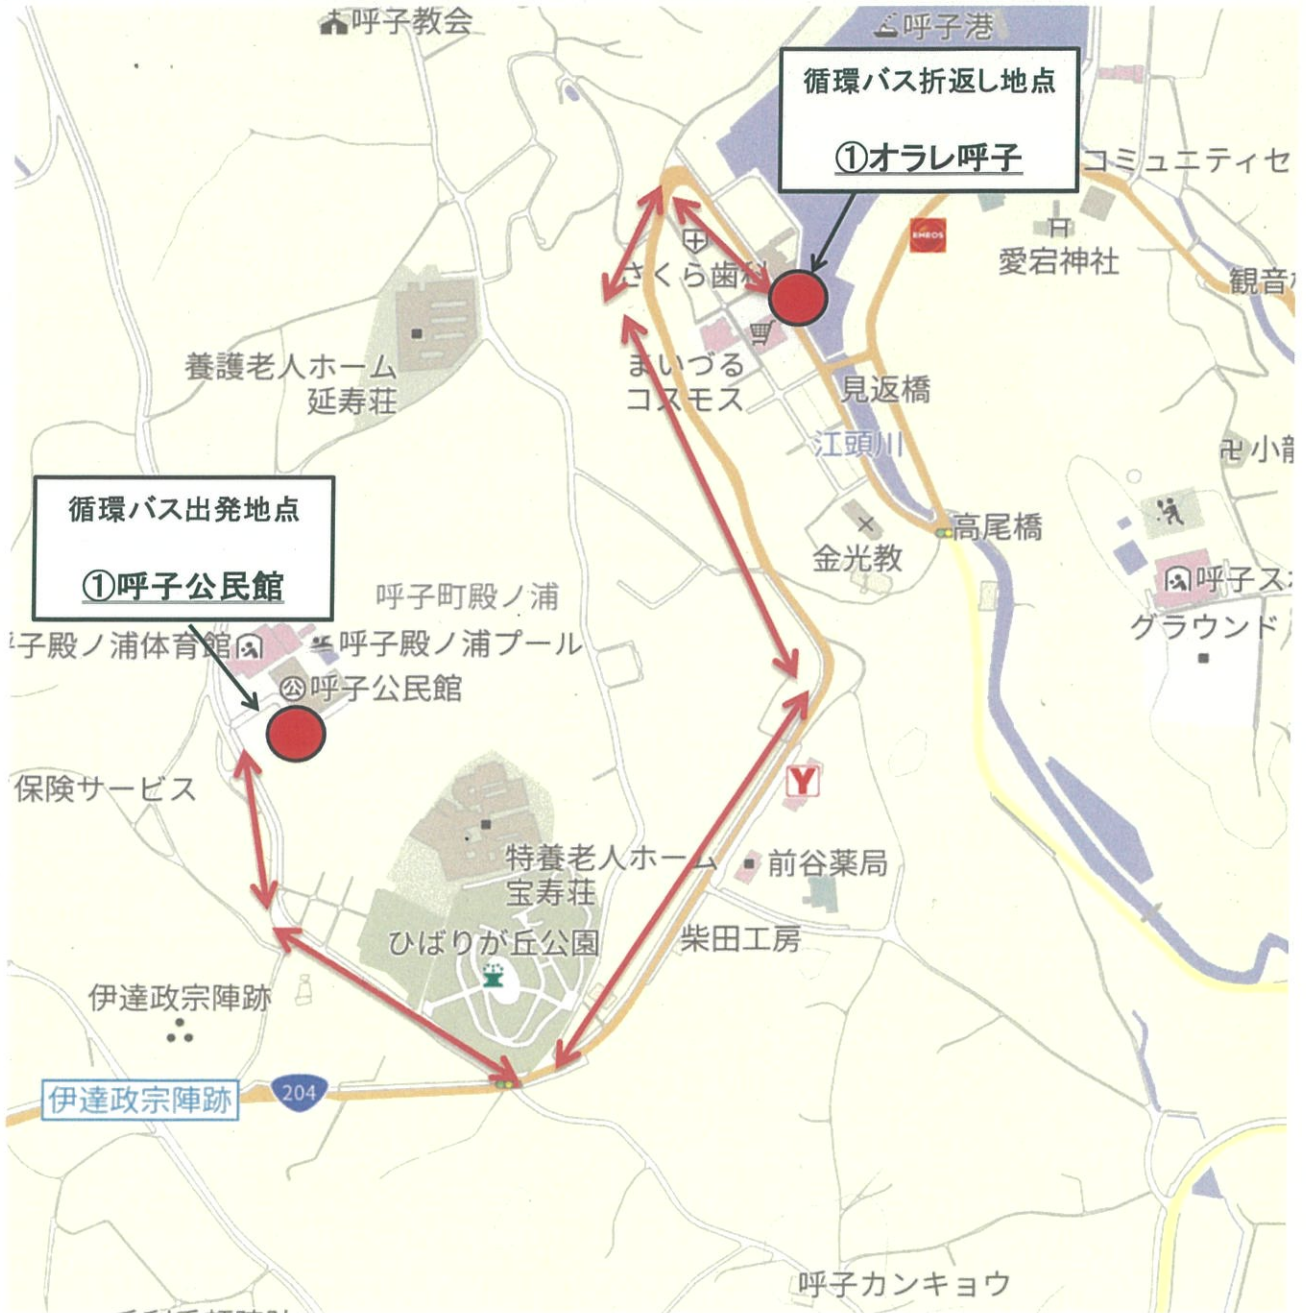 呼子教会
呼子港
循環バス折返し地点
①オラレ呼子
コミュニティセ
ENEOS
愛宕神社
観音
さくら歯科
養護老人ホーム
延寿荘
まいづる
コスモス
見返橋
江頭川
小龍
循環バス出発地点
①呼子公民館
高尾橋
金光教
呼子町殿ノ浦
呼子ス
グラウンド
子殿ノ浦体育館
呼子殿ノ浦プール
公
呼子公民館
保険サービス
Y
特養老人ホーム
宝寿荘
前谷薬局
ひばりが丘公園
柴田工房
伊達政宗陣跡
伊達政宗陣跡
204
呼子カンキョウ